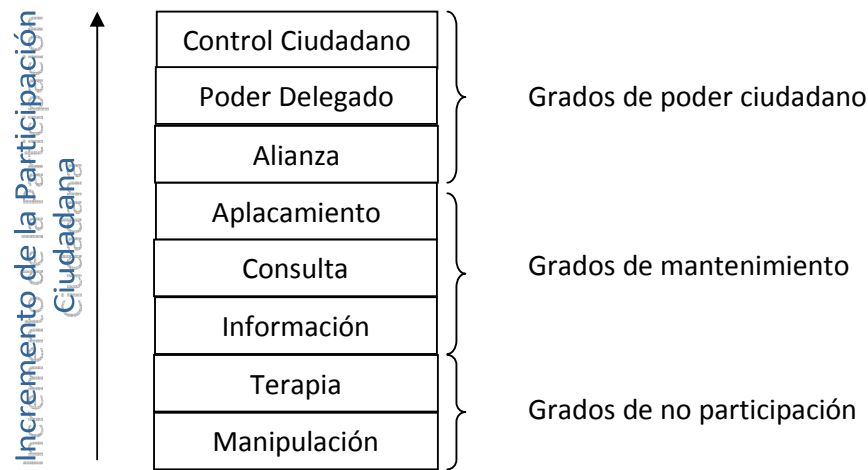 Incremento de la Participación
Ciudadana
Control Ciudadano
Poder Delegado
Alianza
Aplacamiento
Consulta
Información
Terapia
Manipulación
Grados de poder ciudadano
Grados de mantenimiento
Grados de no participación